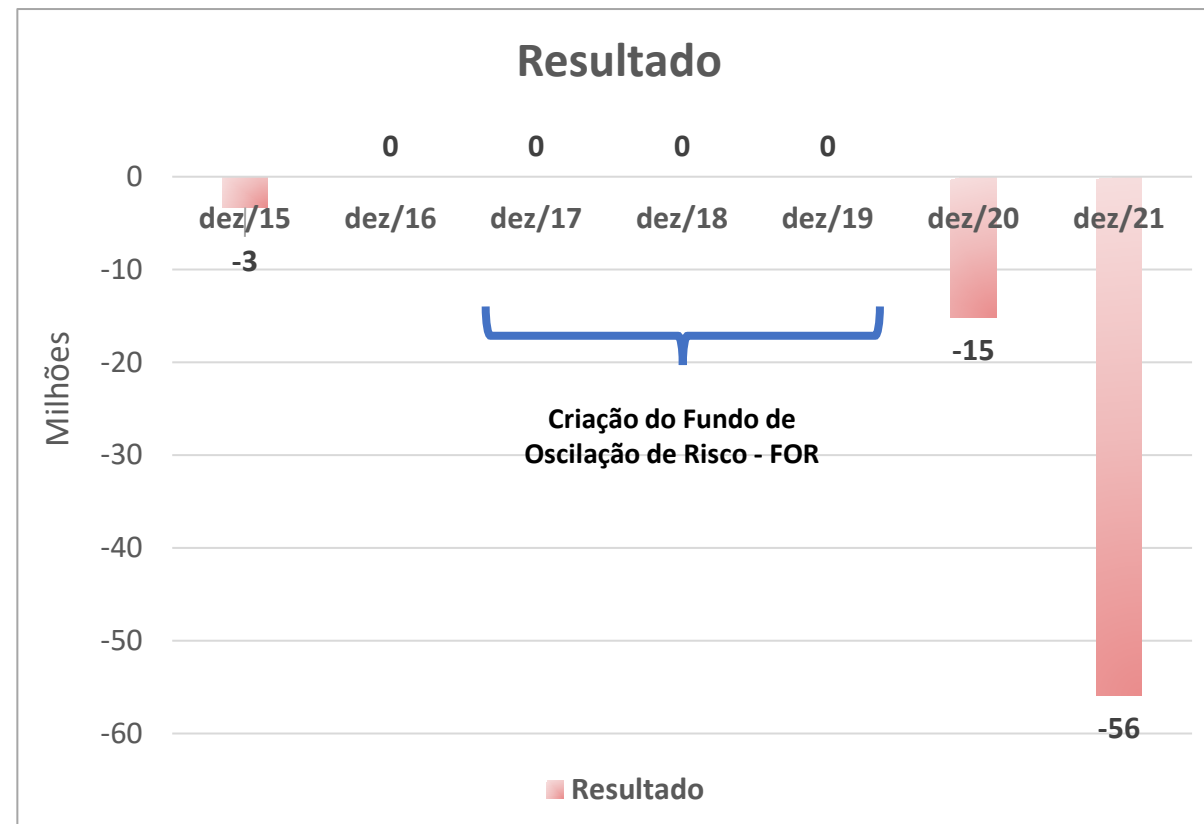 Resultado
0 0 0 0
0
dez/15 dez/16 dez/17 dez/18 dez/19 dez/20 dez/21
-3
-10
-15
-20
Milhões
Criação do Fundo de
Oscilação de Risco - FOR
-30
-40
-50
-56
-60
Resultado